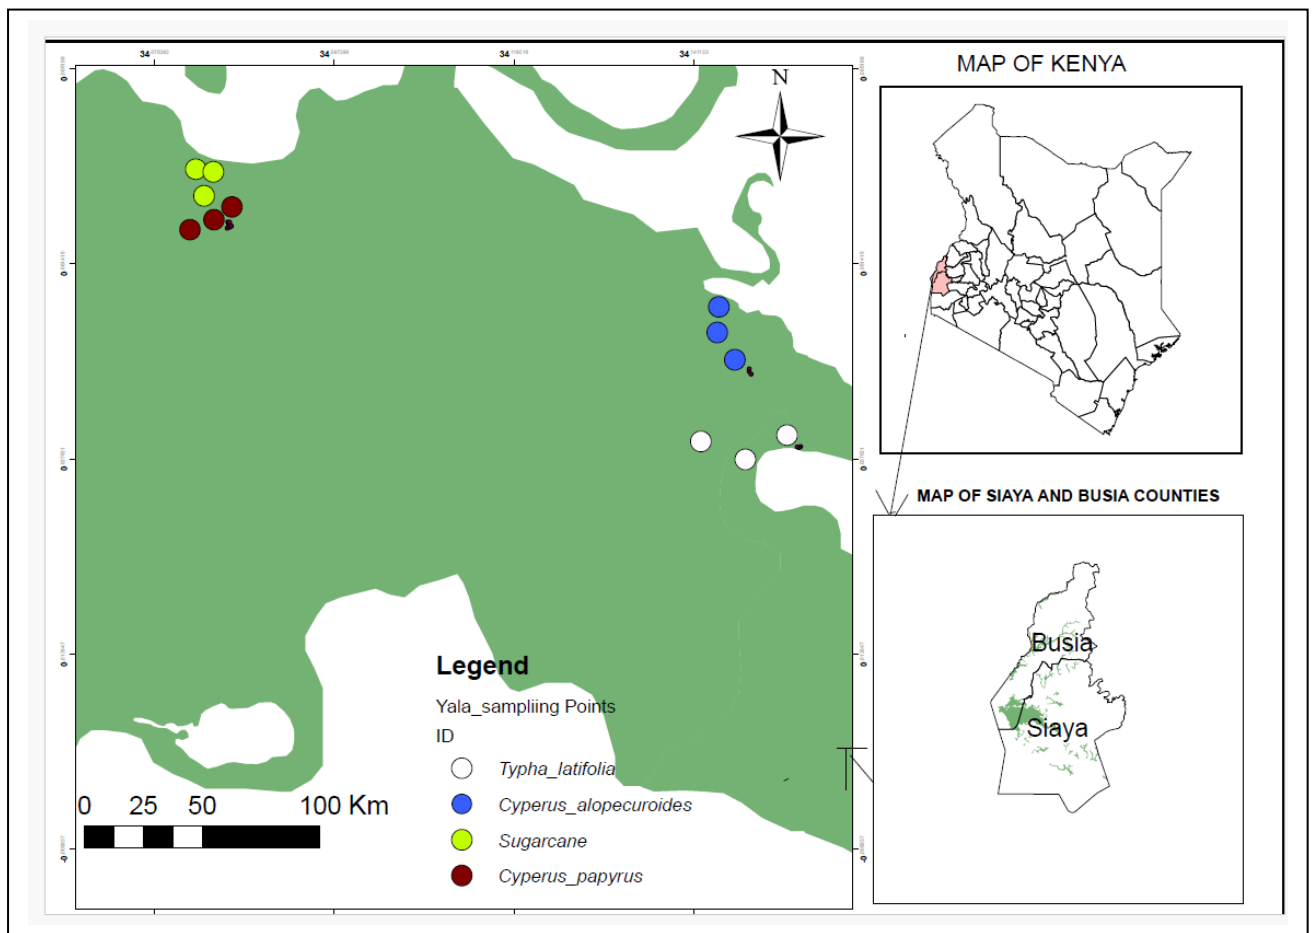 34
34
34
34
MAP OF KENYA
N
MAP OF SIAYA AND BUSIA COUNTIES
Busia
Siaya
Legend
Yala_sampliing Points
ID
Typha_latifolia
Cyperus_alopecuroides
Sugarcane
Cyperus_papyrus
0 25 50 100 Km